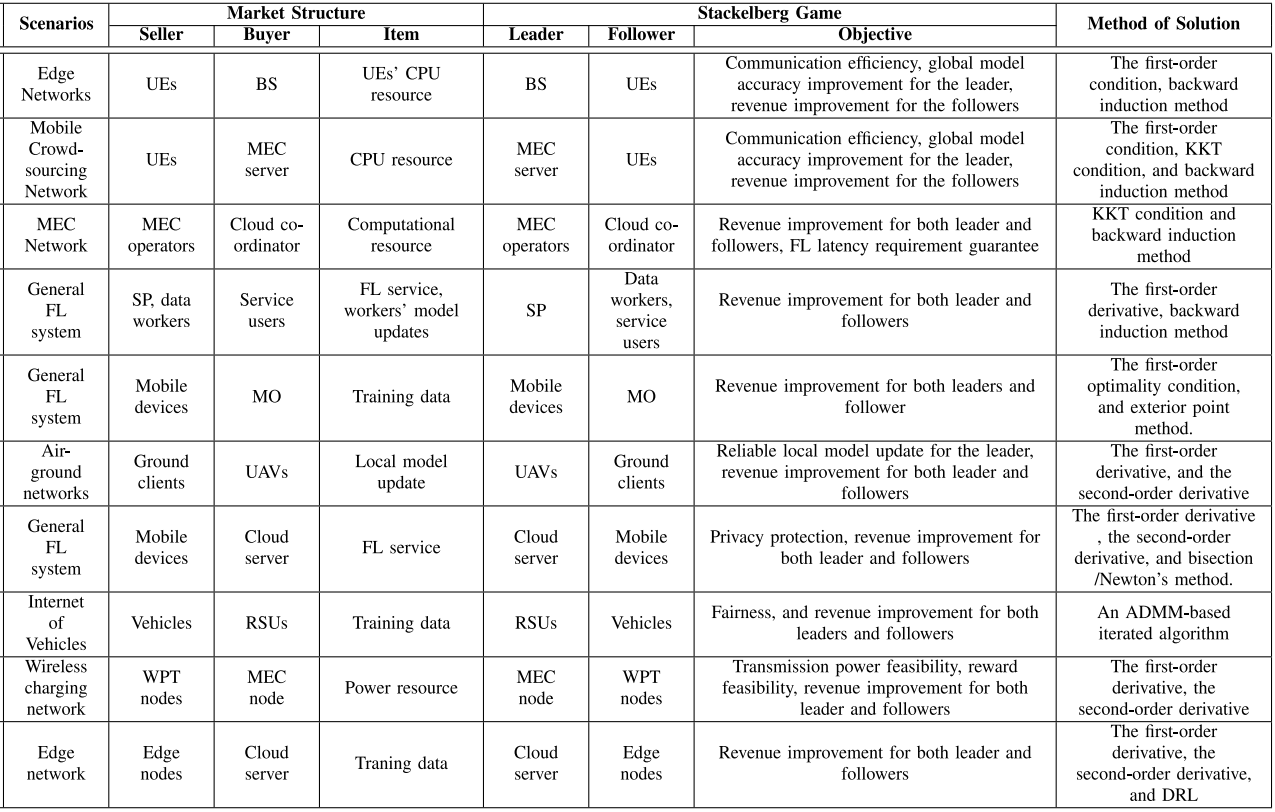 Scenarios
Market Structure
Stackelberg Game
Method of Solution
Seller
Buyer
Item
Leader
Follower
Objective
Edge
Networks
UEs
BS
UEs' CPU
resource
BS
UEs
Communication efficiency, global model
accuracy improvement for the leader,
revenue improvement for the followers
The first-order
condition, backward
induction method
Mobile
Crowd-
sourcing
Network
UEs
MEC
server
CPU resource
MEC
server
UEs
Communication efficiency, global model
accuracy improvement for the leader,
revenue improvement for the followers
The first-order
condition, KKT
condition, and backward
induction method
MEC
Network
MEC
operators
Cloud co-
ordinator
Computational
resource
MEC
operators
Cloud co-
ordinator
Revenue improvement for both leader and
followers, FL latency requirement guarantee
KKT condition and
backward induction
method
General
FL
system
SP, data
workers
Service
users
FL service,
workers' model
updates
SP
Data
workers,
service
users
Revenue improvement for both leader and
followers
The first-order
derivative, backward
induction method
General
FL
system
Mobile
devices
MO
Training data
Mobile
devices
MO
Revenue improvement for both leaders and
follower
The first-order
optimality condition,
and exterior point
method.
Air-
ground
networks
Ground
clients
UAVs
Local model
update
UAVs
Ground
clients
Reliable local model update for the leader,
revenue improvement for both leader and
followers
The first-order
derivative, and the
second-order derivative
General
FL
system
Mobile
devices
Cloud
server
FL service
Cloud
server
Mobile
devices
Privacy protection, revenue improvement for
both leader and followers
The first-order derivative
, the second-order
derivative, and bisection
/Newton's method.
Internet
of
Vehicles
Vehicles
RSUs
Training data
RSUs
Vehicles
Fairness, and revenue improvement for both
leaders and followers
An ADMM-based
iterated algorithm
Wireless
charging
network
WPT
nodes
MEC
node
Power resource
MEC
node
WPT
nodes
Transmission power feasibility, reward
feasibility, revenue improvement for both
leader and followers
The first-order
derivative, the
second-order derivative
Edge
network
Edge
nodes
Cloud
server
Traning data
Cloud
server
Edge
nodes
Revenue improvement for both leader and
followers
The first-order
derivative, the
second-order derivative,
and DRL